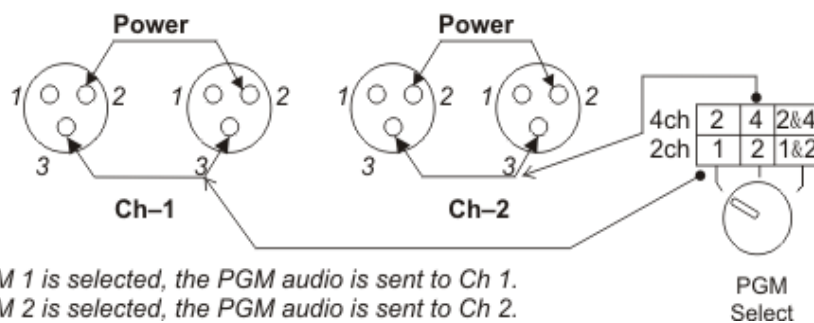 Power Power
1 2 1 2 1 2 1 2
4ch 2 4 2&4
2ch 1 2 1&2
3 3 3 3
Ch–1 Ch–2
M 1 is selected, the PGM audio is sent to Ch 1.
M 2 is selected, the PGM audio is sent to Ch 2.
PGM
Select